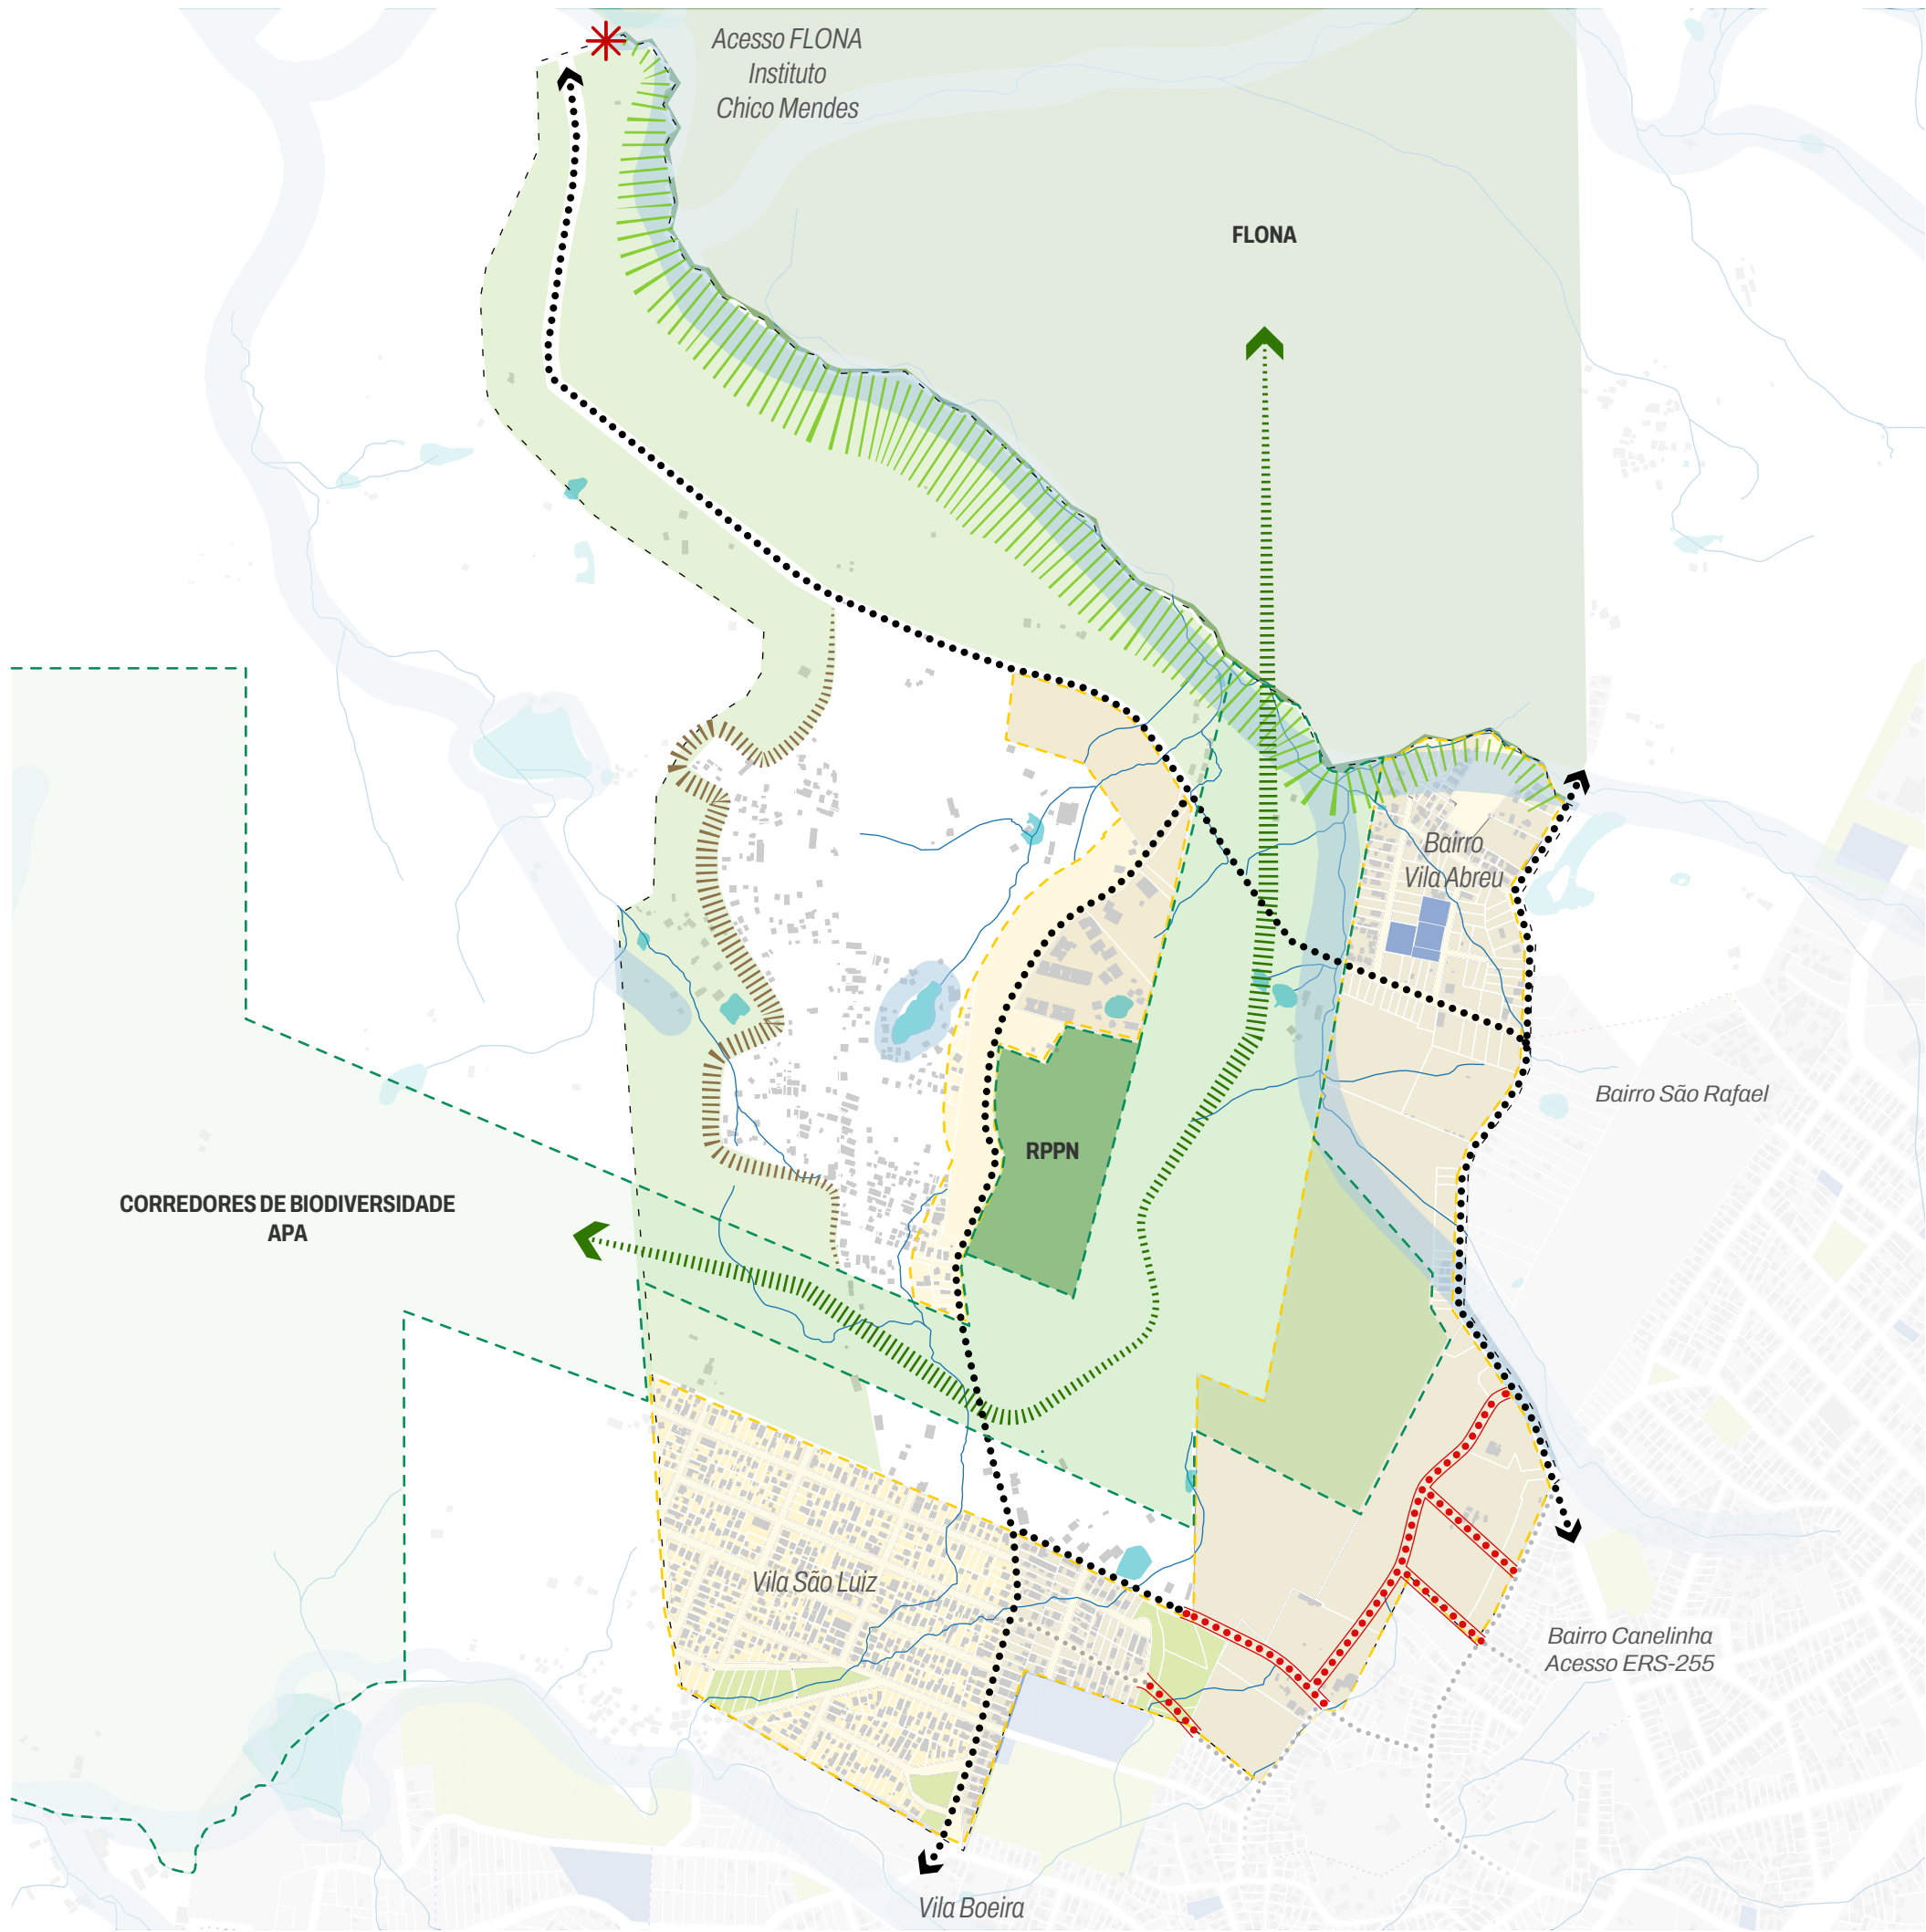 Acesso FLONA
Instituto
Chico Mendes
FLONA
Bairro
Vila Abreu
Bairro São Rafael
RPPN
CORREDORES DE BIODIVERSIDADE
APA
Vila São Luiz
Bairro Canelinha
Acesso ERS-255
Vila Boeira